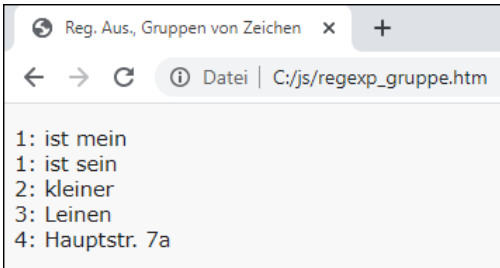 Reg. Aus., Gruppen von Zeichen
Datei | C:/js/regexp_gruppe.htm
1: ist mein
1: ist sein
2: kleiner
3: Leinen
4: Hauptstr. 7a